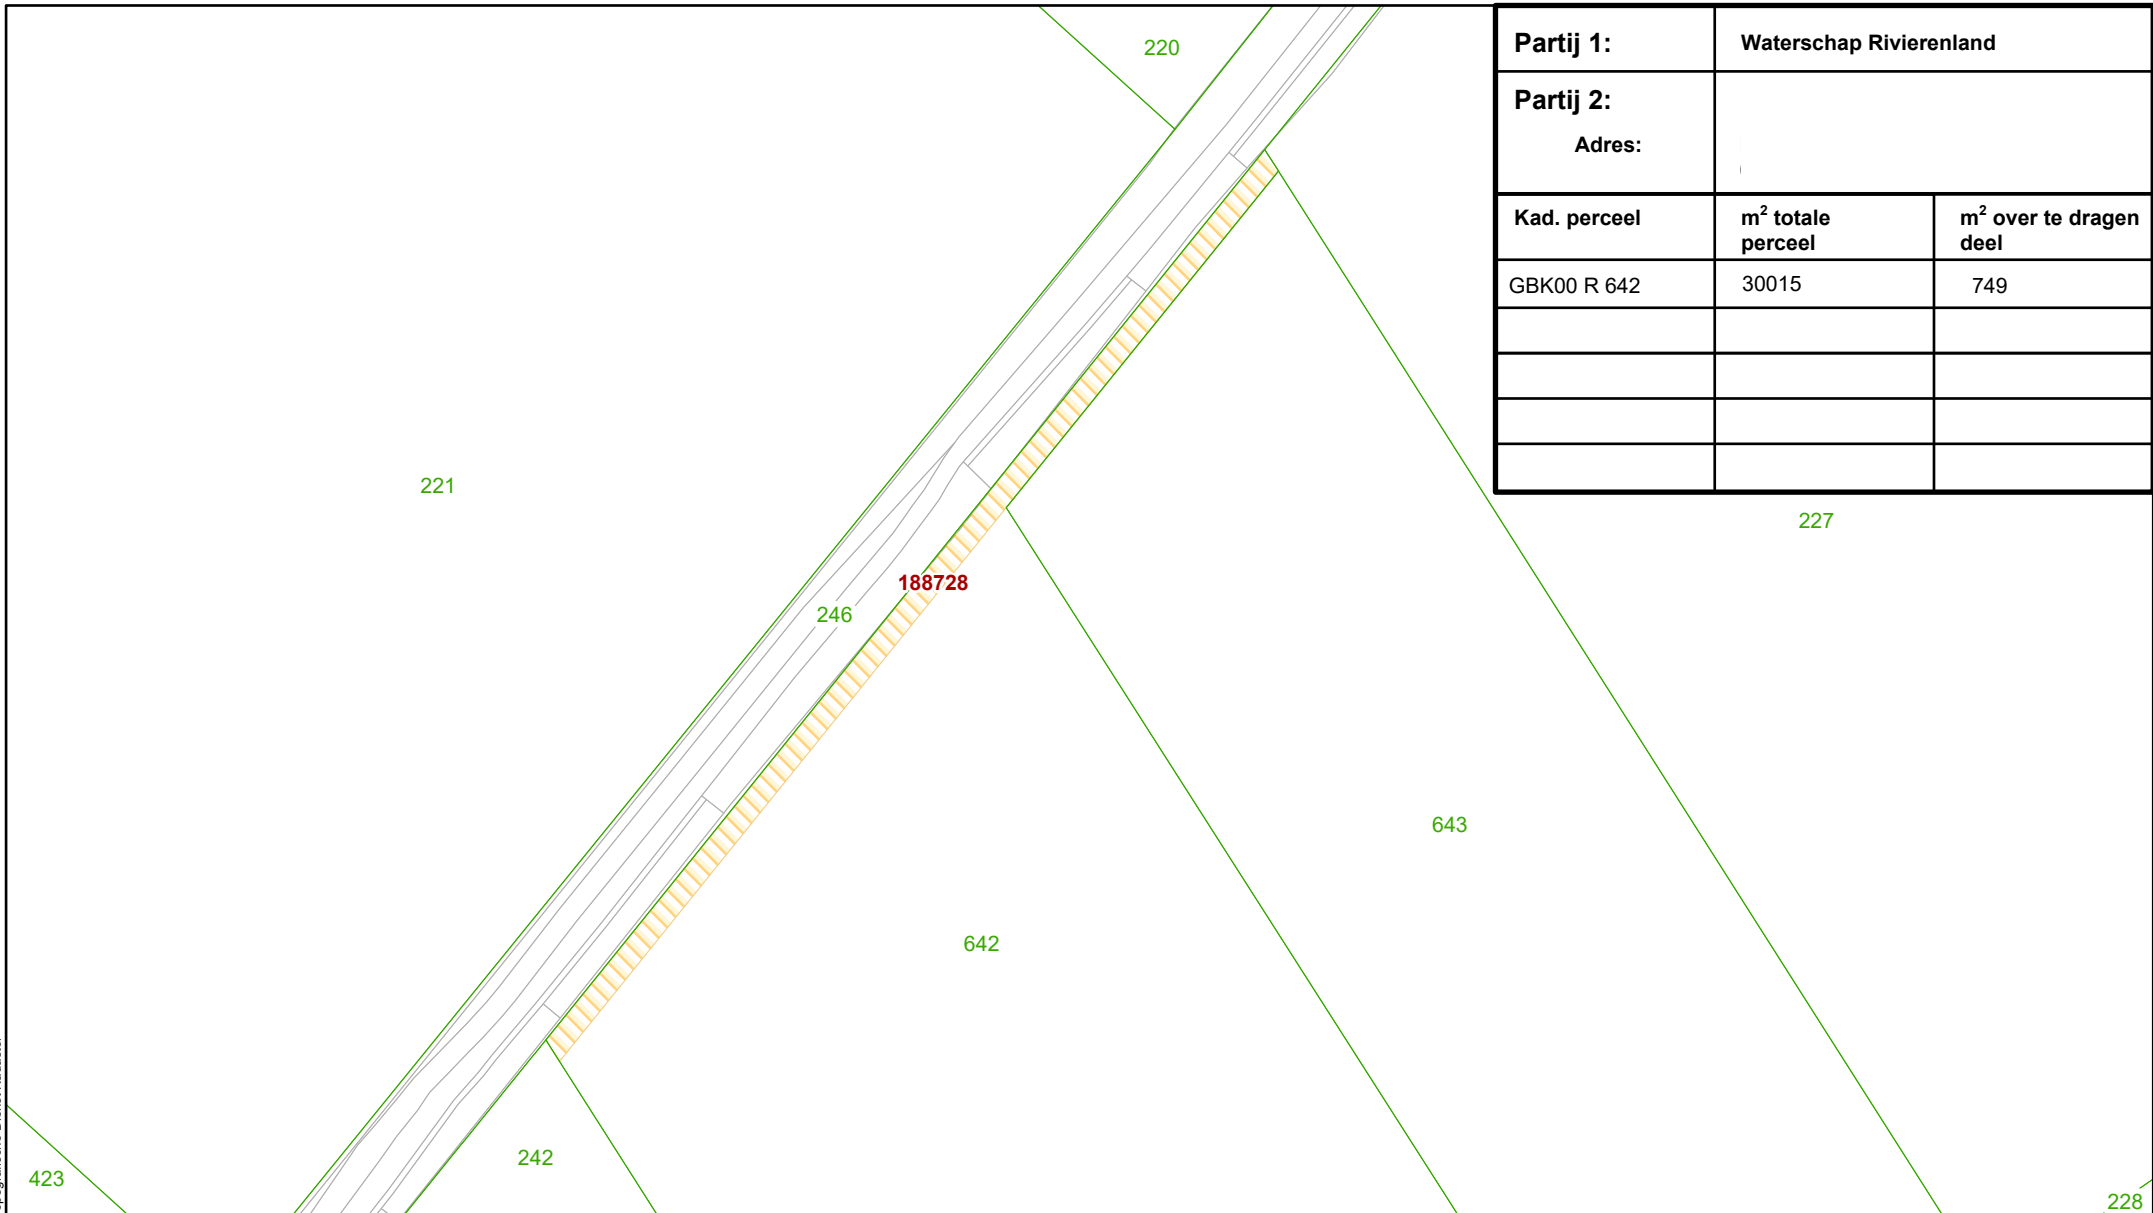 Partij 1:
Waterschap Rivierenland
Partij 2:
Adres:
Kad. perceel
m² totale
perceel
m² over te dragen
deel
GBK00 R 642
30015
749
220
221
227
188728
246
643
642
242
423
228